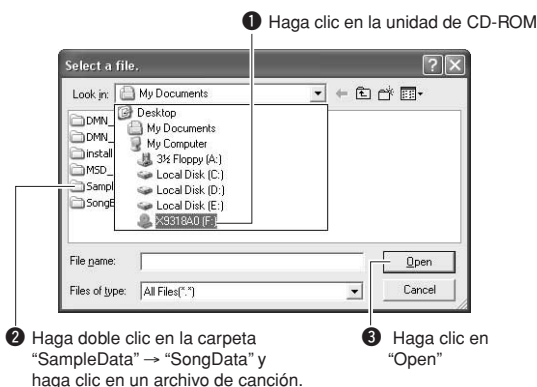 ❶ Haga clic en la unidad de CD-ROM
Select a file.
Look in: My Documents
Desktop
My Documents
My Computer
3½ Floppy (A:)
Local Disk (C:)
Local Disk (D:)
Local Disk (E:)
X9318A0 (F:)
DMN_
DMN_
install
MSD_
Sampl
SongE
File name:
Open
Files of type: All Files(*.*)
Cancel
❷ Haga doble clic en la carpeta
“SampleData” → “SongData” y
haga clic en un archivo de canción.
❸ Haga clic en
“Open”